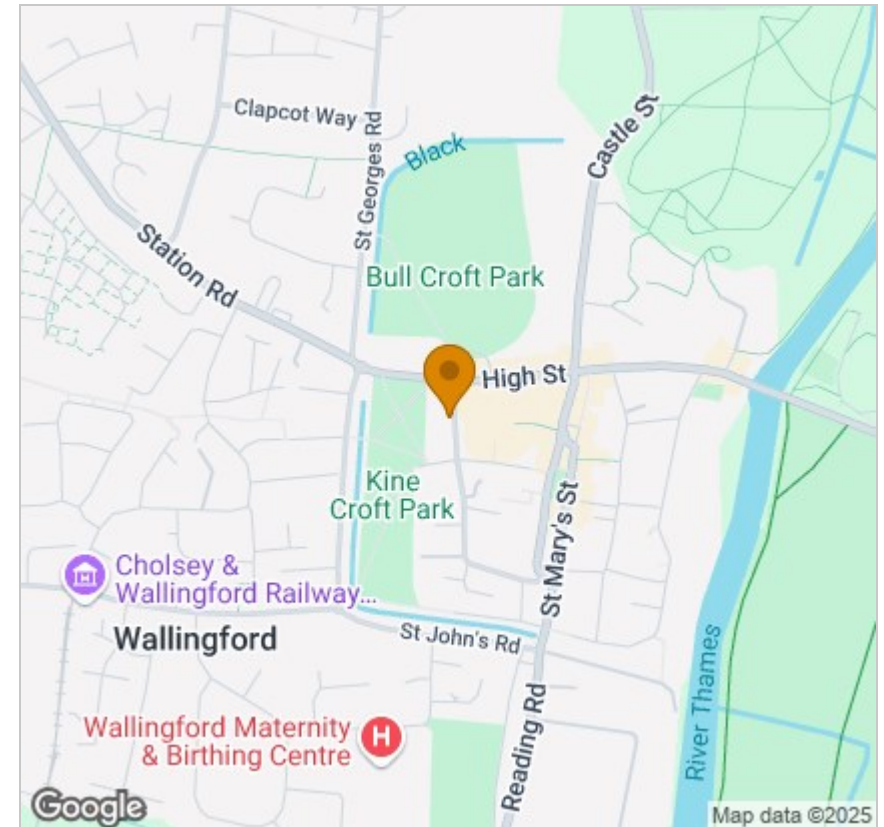 Clapcot Way
St Georges Rd
Black
Castle St
Station Rd
Bull Croft Park
High St
Kine
Croft Park
Cholsey &
Wallingford Railway...
St Mary's St
Wallingford
St John's Rd
River Thames
Wallingford Maternity
& Birthing Centre
H
Reading Rd
Google
Map data ©2025